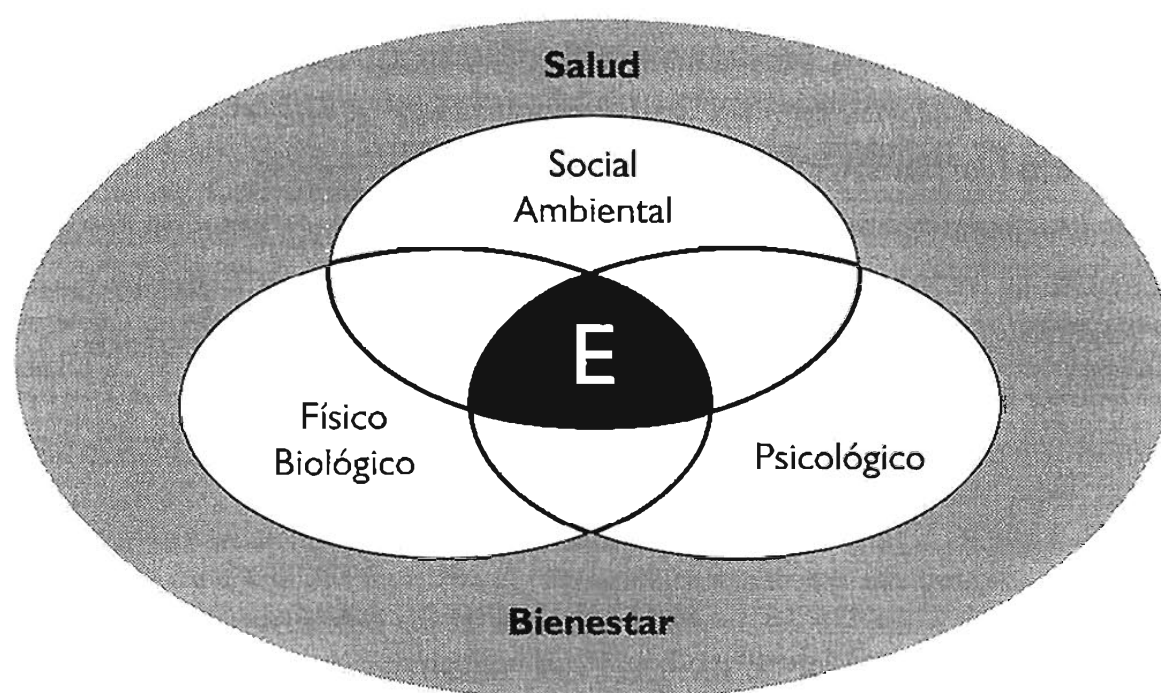 Salud
Social
Ambiental
E
Físico
Biológico
Psicológico
Bienestar